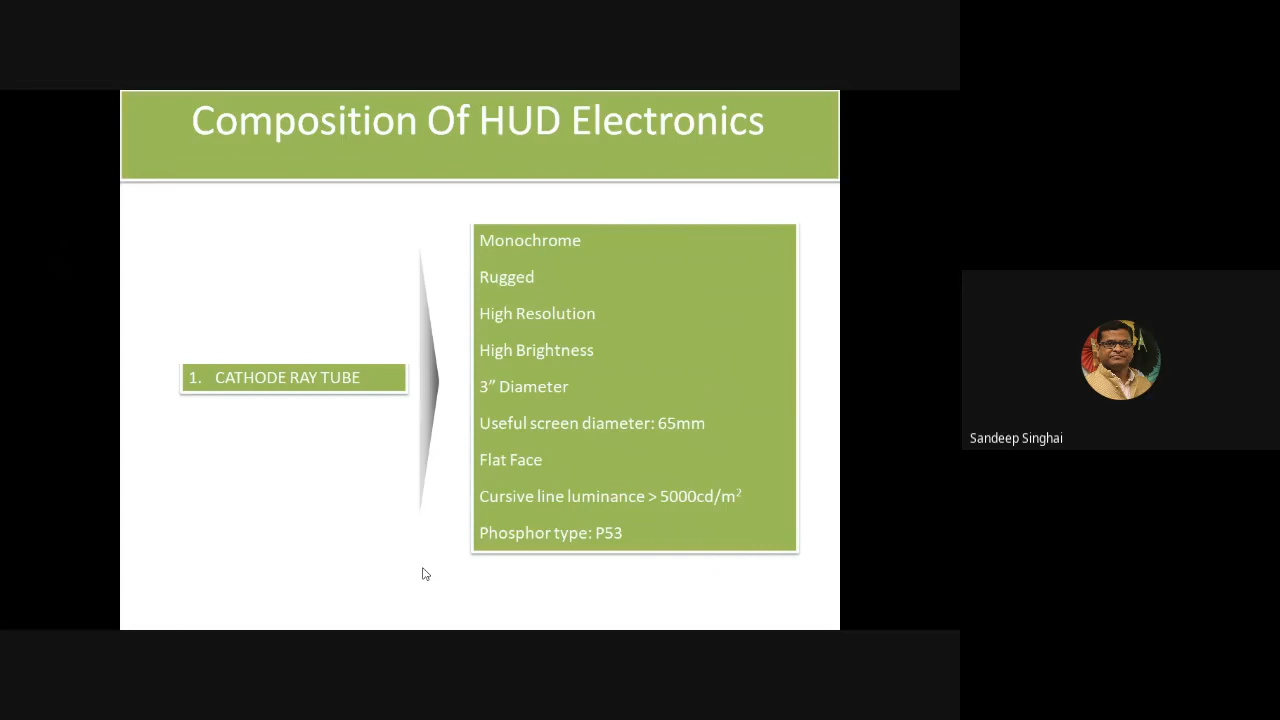 Composition Of HUD Electronics
1. CATHODE RAY TUBE
Monochrome
Rugged
High Resolution
High Brightness
3” Diameter
Useful screen diameter: 65mm
Flat Face
Cursive line luminance > 5000cd/m²
Phosphor type: P53
Sandeep Singhai